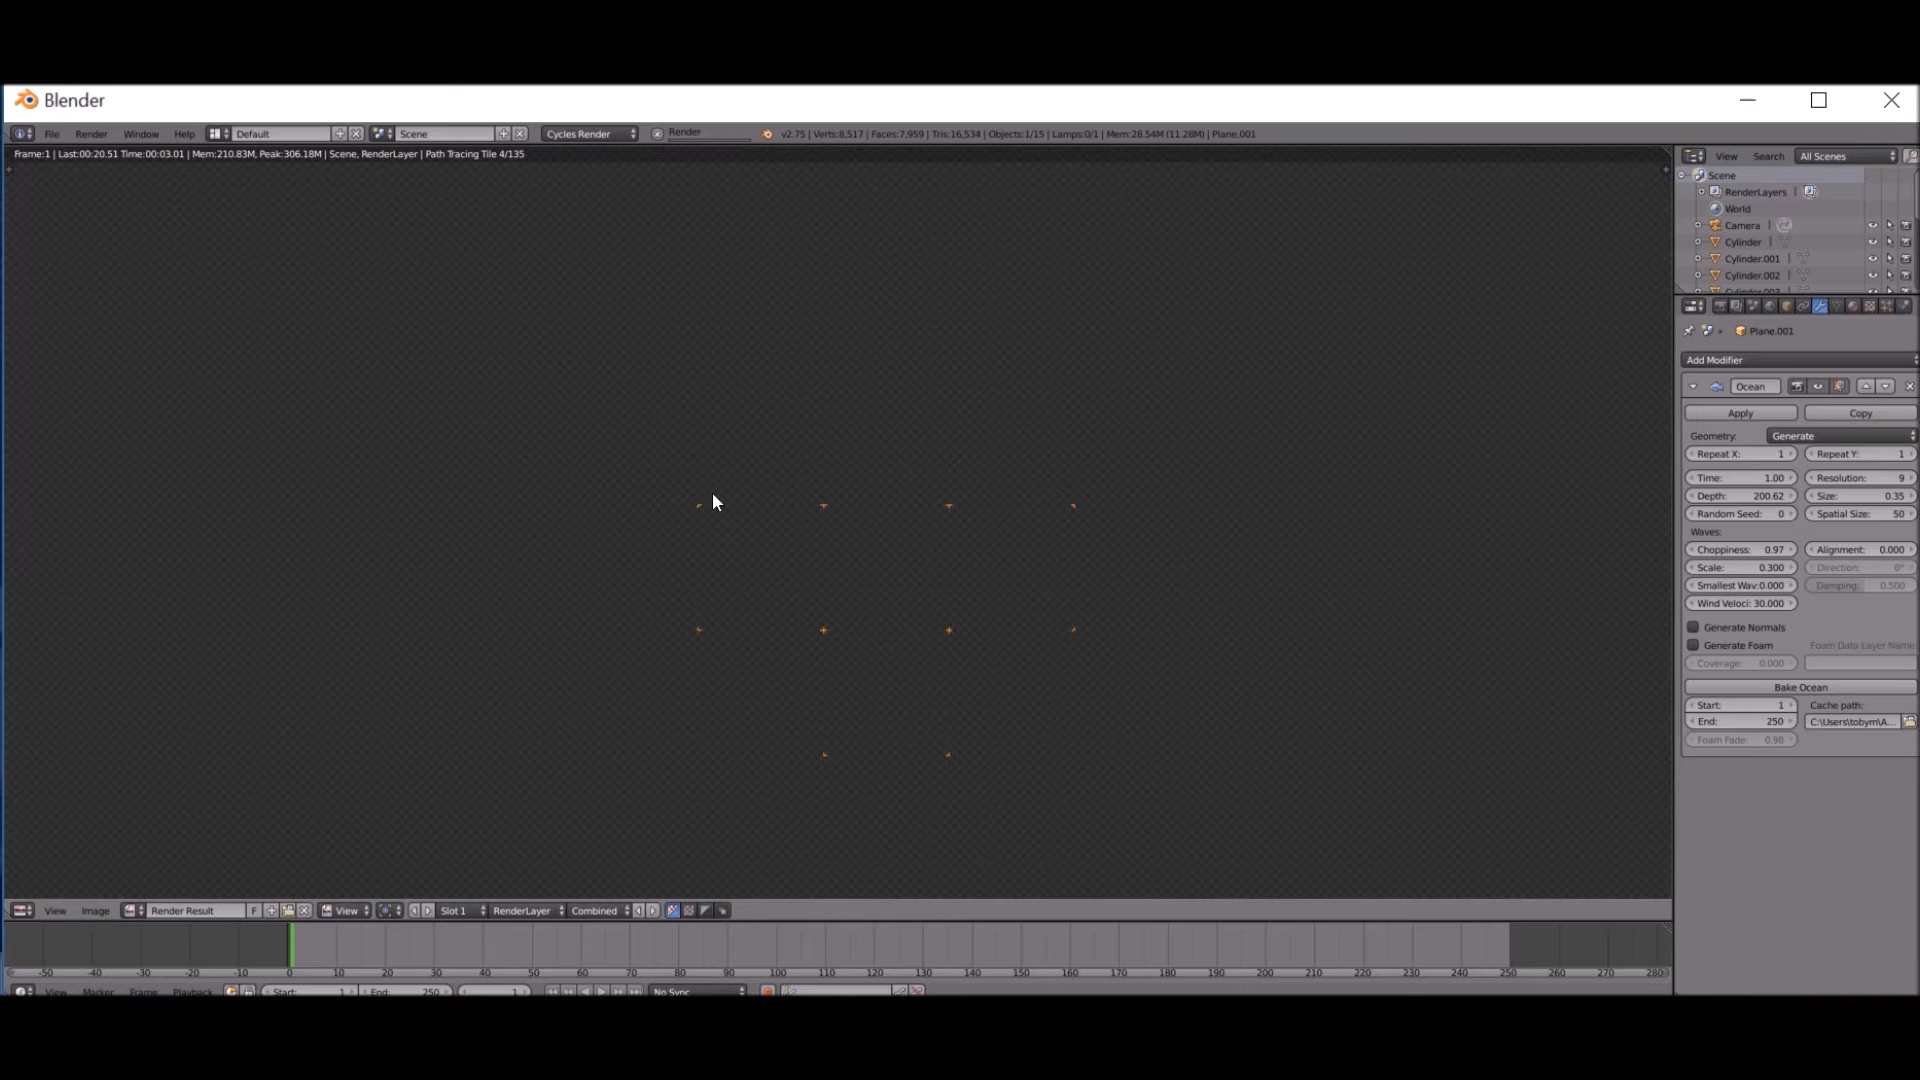 Blender
File Render Window Help Default Scene Cycles Render Render v2.75 | Verts:8,517 | Faces:7,959 | Tris:16,534 | Objects:1/15 | Lamps:0/1 | Mem:28.54M (11.28M) | Plane.001
Frame:1 | Last:00:20.51 Time:00:03.01 | Mem:210.83M, Peak:306.18M | Scene, RenderLayer | Path Tracing Tile 4/135
View Search All Scenes
Scene
RenderLayers
World
Camera
Cylinder
Cylinder.001
Cylinder.002
Cylinder.003
Plane.001
Add Modifier
Ocean
Apply Copy
Geometry: Generate
Repeat X: 1 Repeat Y: 1
Time: 1.00 Resolution: 9
Depth: 200.62 Size: 0.35
Random Seed: 0 Spatial Size: 50
Waves:
Choppiness: 0.97 Alignment: 0.000
Scale: 0.300 Direction: 0°
Smallest Wav:0.000 Damping: 0.500
Wind Veloci: 30.000
Generate Normals
Generate Foam Foam Data Layer Name:
Coverage: 0.000
Bake Ocean
Start: 1 Cache path:
End: 250 C:\Users\tobym\A...
Foam Fade: 0.98
View Image Render Result F View Slot 1 RenderLayer Combined
-50 -40 -30 -20 -10 0 10 20 30 40 50 60 70 80 90 100 110 120 130 140 150 160 170 180 190 200 210 220 230 240 250 260 270 280
View Marker Frame Playback Start: 1 End: 250 1 No Sync